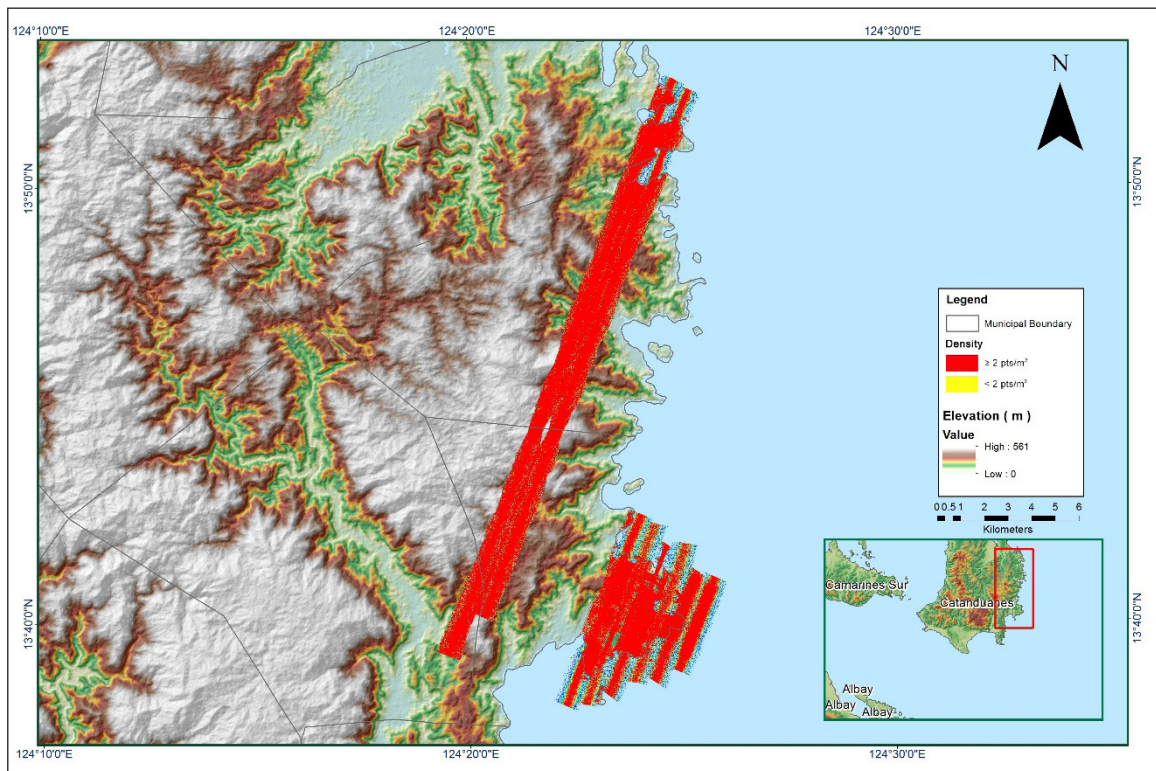 124°10'0"E
124°20'0"E
124°30'0"E
N
13°50'0"N
13°50'0"N
Legend
Municipal Boundary
Density
≥ 2 pts/m²
< 2 pts/m²
Elevation ( m )
Value
High : 561
Low : 0
0 0.5 1 2 3 4 5 6
Kilometers
Camarines Sur
Catanduanes
Albay
Albay
Albay
13°40'0"N
13°40'0"N
124°10'0"E
124°20'0"E
124°30'0"E